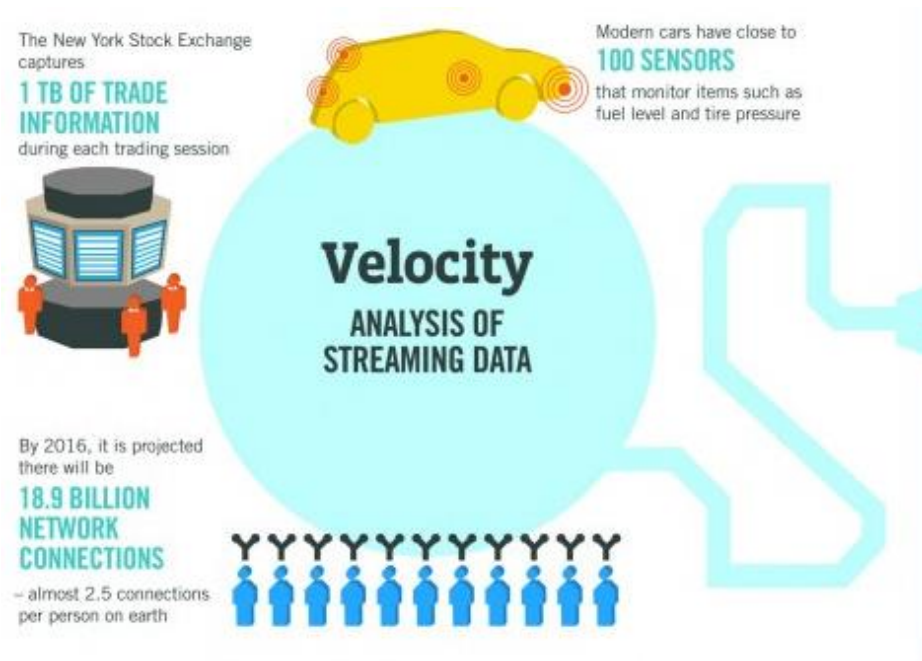 The New York Stock Exchange
captures
1 TB OF TRADE
INFORMATION
during each trading session
Modern cars have close to
100 SENSORS
that monitor items such as
fuel level and tire pressure
Velocity
ANALYSIS OF
STREAMING DATA
By 2016, it is projected
there will be
18.9 BILLION
NETWORK
CONNECTIONS
– almost 2.5 connections
per person on earth